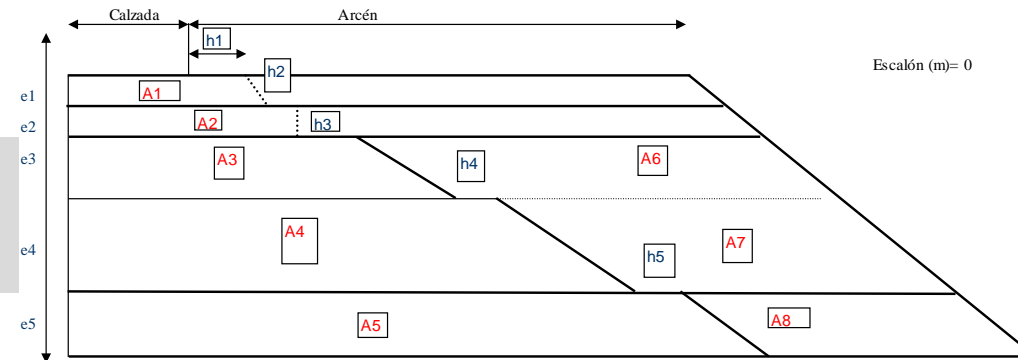 Calzada
Arcén
h1
h2
Escalón (m)= 0
e1
A1
e2
A2
h3
e3
A3
h4
A6
e4
A4
h5
A7
e5
A5
A8